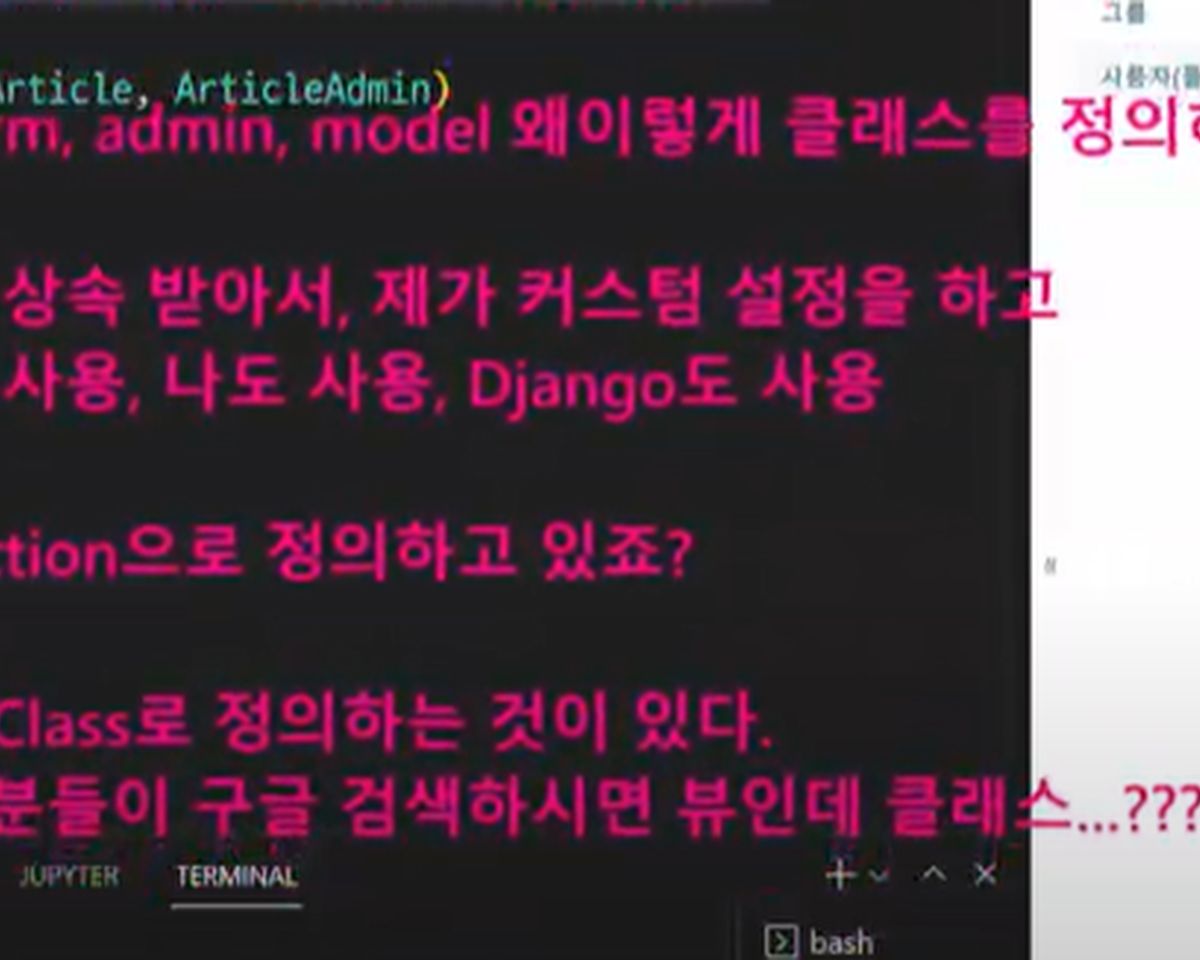 그룹
Article, ArticleAdmin)
사용자(들
rm, admin, model 왜이렇게 클래스를 정의하
상속 받아서, 제가 커스텀 설정을 하고
사용, 나도 사용, Django도 사용
ction으로 정의하고 있죠?
Class로 정의하는 것이 있다.
분들이 구글 검색하시면 뷰인데 클래스...???
JUPYTER TERMINAL
bash